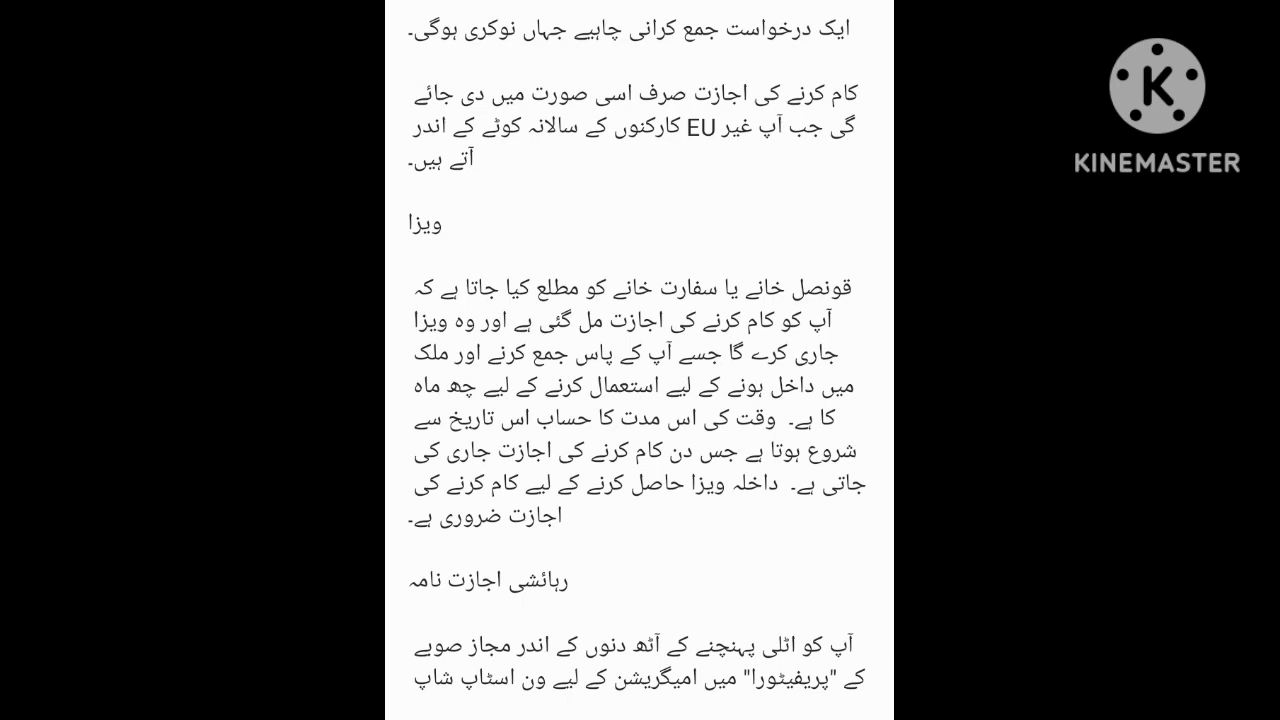 ایک درخواست جمع کرانی چاہیے جہاں نوکری ہوگی۔
کام کرنے کی اجازت صرف اسی صورت میں دی جائے
گی جب آپ غیر EU کارکنوں کے سالانہ کوٹے کے اندر
آتے ہیں۔
ویزا
قونصل خانے یا سفارت خانے کو مطلع کیا جاتا ہے کہ
آپ کو کام کرنے کی اجازت مل گئی ہے اور وہ ویزا
جاری کرے گا جسے آپ کے پاس جمع کرنے اور ملک
میں داخل ہونے کے لیے استعمال کرنے کے لیے چھ ماہ
کا ہے۔ وقت کی اس مدت کا حساب اس تاریخ سے
شروع ہوتا ہے جس دن کام کرنے کی اجازت جاری کی
جاتی ہے۔ داخلہ ویزا حاصل کرنے کے لیے کام کرنے کی
اجازت ضروری ہے۔
رہائشی اجازت نامہ
آپ کو اٹلی پہنچنے کے آٹھ دنوں کے اندر مجاز صوبے
کے "پریفیٹورا" میں امیگریشن کے لیے ون اسٹاپ شاپ
K
KINEMASTER